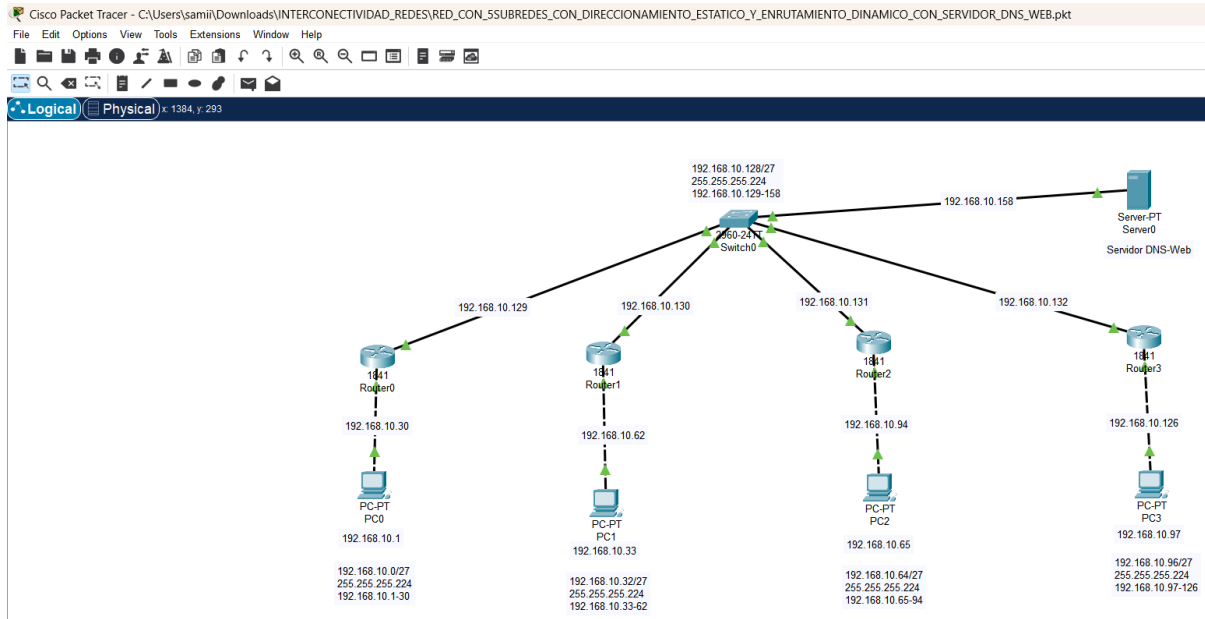 Cisco Packet Tracer - C:\Users\samii\Downloads\INTERCONECTIVIDAD_REDES\RED_CON_5SUBREDES_CON_DIRECCIONAMIENTO_ESTATICO_Y_ENRUTAMIENTO_DINAMICO_CON_SERVIDOR_DNS_WEB.pkt
File Edit Options View Tools Extensions Window Help
Logical Physical x: 1384, y: 293
192.168.10.128/27
255.255.255.224
192.168.10.129-158
192.168.10.158
Server-PT
Server0
Servidor DNS-Web
2960-24TT
Switch0
192.168.10.129
192.168.10.130
192.168.10.131
192.168.10.132
1841
Router0
1841
Router1
1841
Router2
1841
Router3
192.168.10.30
192.168.10.62
192.168.10.94
192.168.10.126
PC-PT
PC0
192.168.10.1
192.168.10.0/27
255.255.255.224
192.168.10.1-30
PC-PT
PC1
192.168.10.33
192.168.10.32/27
255.255.255.224
192.168.10.33-62
PC-PT
PC2
192.168.10.65
192.168.10.64/27
255.255.255.224
192.168.10.65-94
PC-PT
PC3
192.168.10.97
192.168.10.96/27
255.255.255.224
192.168.10.97-126